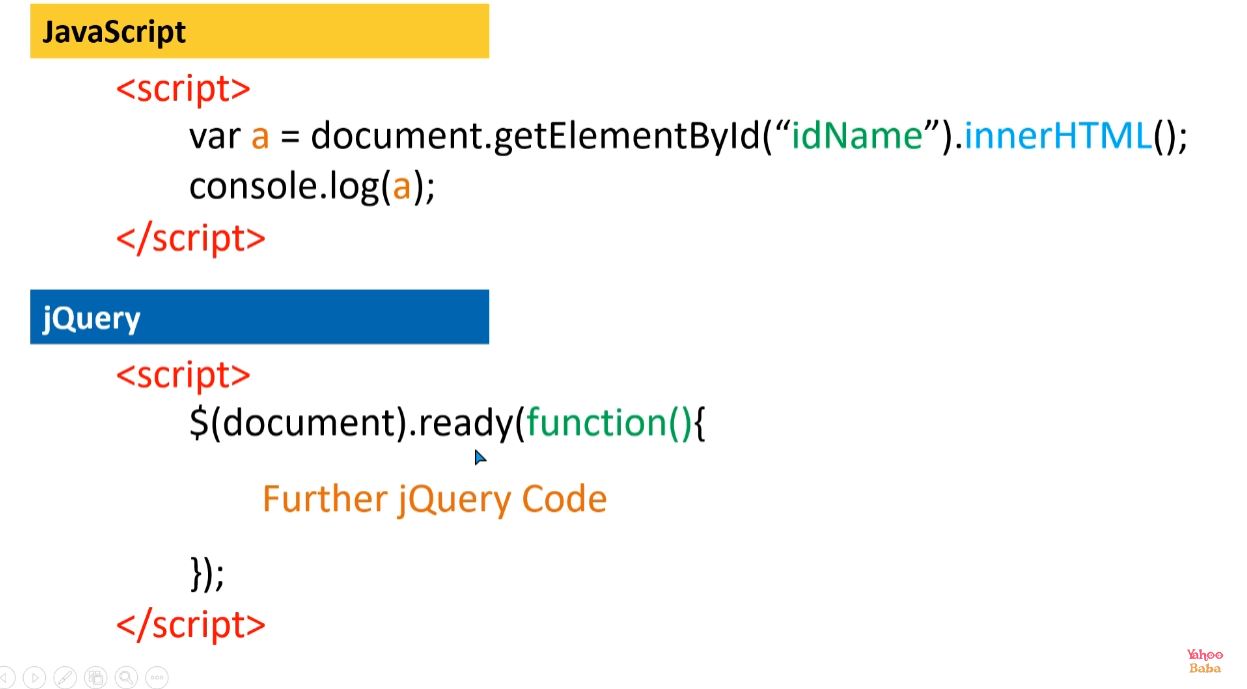 JavaScript
<script>
var a = document.getElementById(“idName”).innerHTML();
console.log(a);
</script>
jQuery
<script>
$(document).ready(function(){
Further jQuery Code
});
</script>
Yahoo
Baba